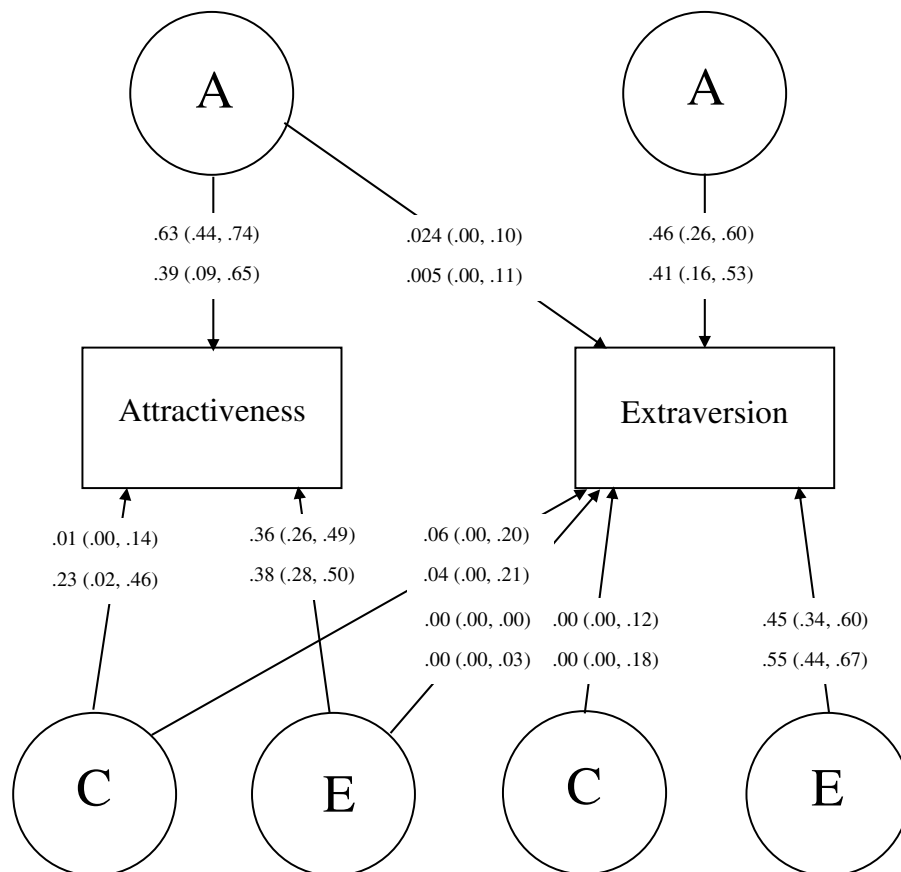 A
A
.63 (.44, .74)
.024 (.00, .10)
.46 (.26, .60)
.39 (.09, .65)
.005 (.00, .11)
.41 (.16, .53)
Attractiveness
Extraversion
.01 (.00, .14)
.36 (.26, .49)
.06 (.00, .20)
.23 (.02, .46)
.38 (.28, .50)
.04 (.00, .21)
.00 (.00, .00)
.00 (.00, .12)
.45 (.34, .60)
.00 (.00, .03)
.00 (.00, .18)
.55 (.44, .67)
C
E
C
E